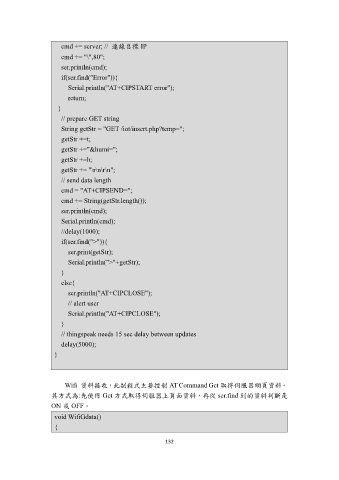 cmd += server; // 連線目標 IP
cmd += "\",80";
ser.println(cmd);
if(ser.find("Error")){
Serial.println("AT+CIPSTART error");
return;
}
// prepare GET string
String getStr = "GET /iot/insert.php?temp=";
getStr +=t;
getStr +="&humi=";
getStr +=h;
getStr += "\r\n\r\n";
// send data length
cmd = "AT+CIPSEND=";
cmd += String(getStr.length());
ser.println(cmd);
Serial.println(cmd);
//delay(1000);
if(ser.find(">")){
ser.print(getStr);
Serial.println(">"+getStr);
}
else{
ser.println("AT+CIPCLOSE");
// alert user
Serial.println("AT+CIPCLOSE");
}
// thingspeak needs 15 sec delay between updates
delay(5000);
}
Wifi 資料接收，此副程式主要控制 AT Command Get 取得伺服器網頁資料。
其方式為:先使用 Get 方式取得伺服器上頁面資料，再從 ser.find 到的資料判斷是
ON 或 OFF。
void WifiGdata()
{
132